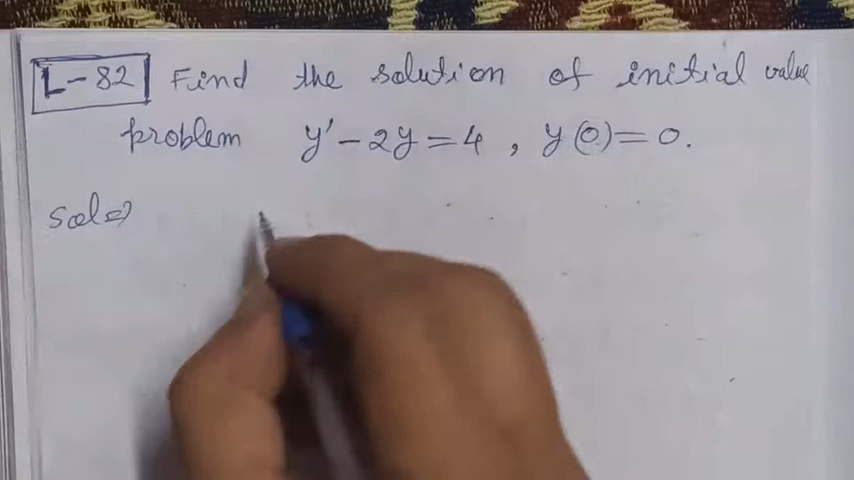 L-82 Find the solution of initial value
problem y' - 2y = 4 , y(0) = 0.
Sol⇒